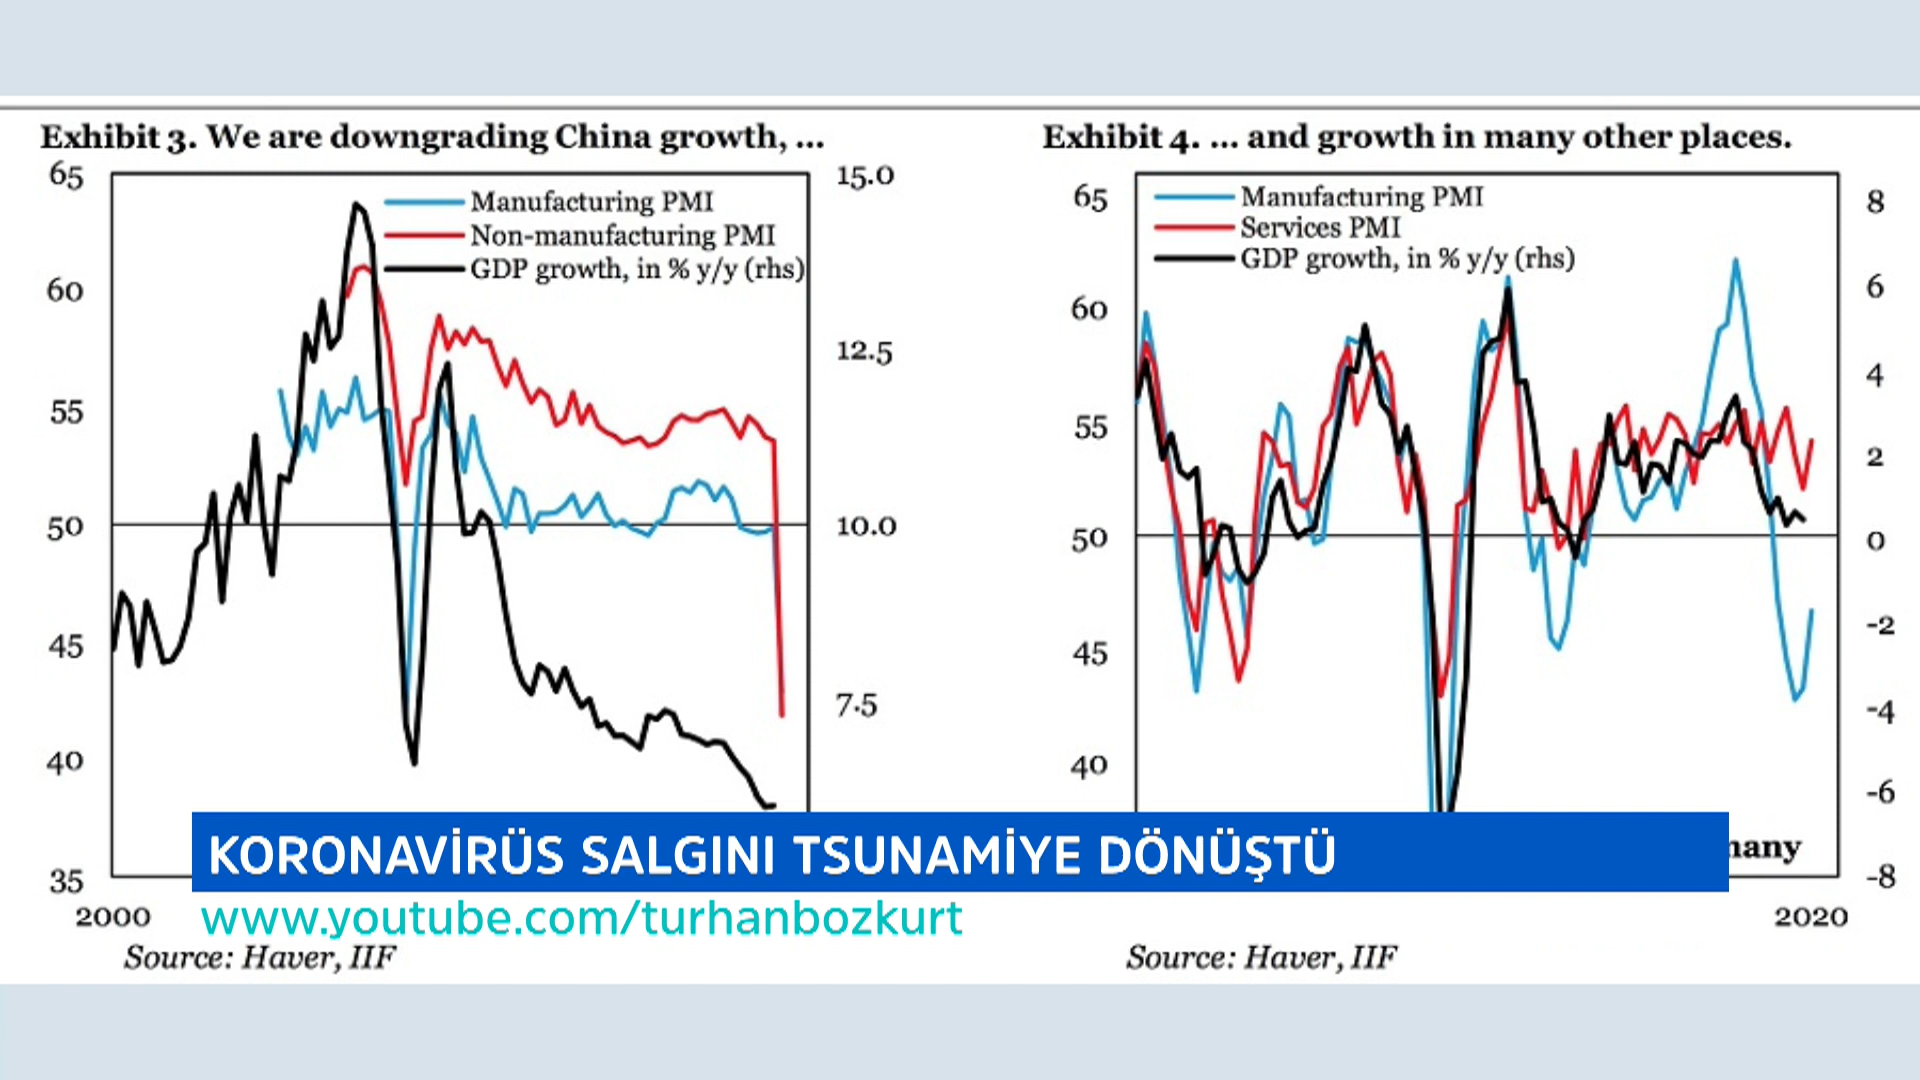 Exhibit 3. We are downgrading China growth, ...
65
60
55
50
45
40
35
15.0
12.5
10.0
7.5
Manufacturing PMI
Non-manufacturing PMI
GDP growth, in % y/y (rhs)
2000
Source: Haver, IIF
Exhibit 4. ... and growth in many other places.
65
60
55
50
45
40
8
6
4
2
0
-2
-4
-6
-8
Manufacturing PMI
Services PMI
GDP growth, in % y/y (rhs)
2020
Source: Haver, IIF
KORONAVİRÜS SALGINI TSUNAMİYE DÖNÜŞTÜ
www.youtube.com/turhanbozkurt